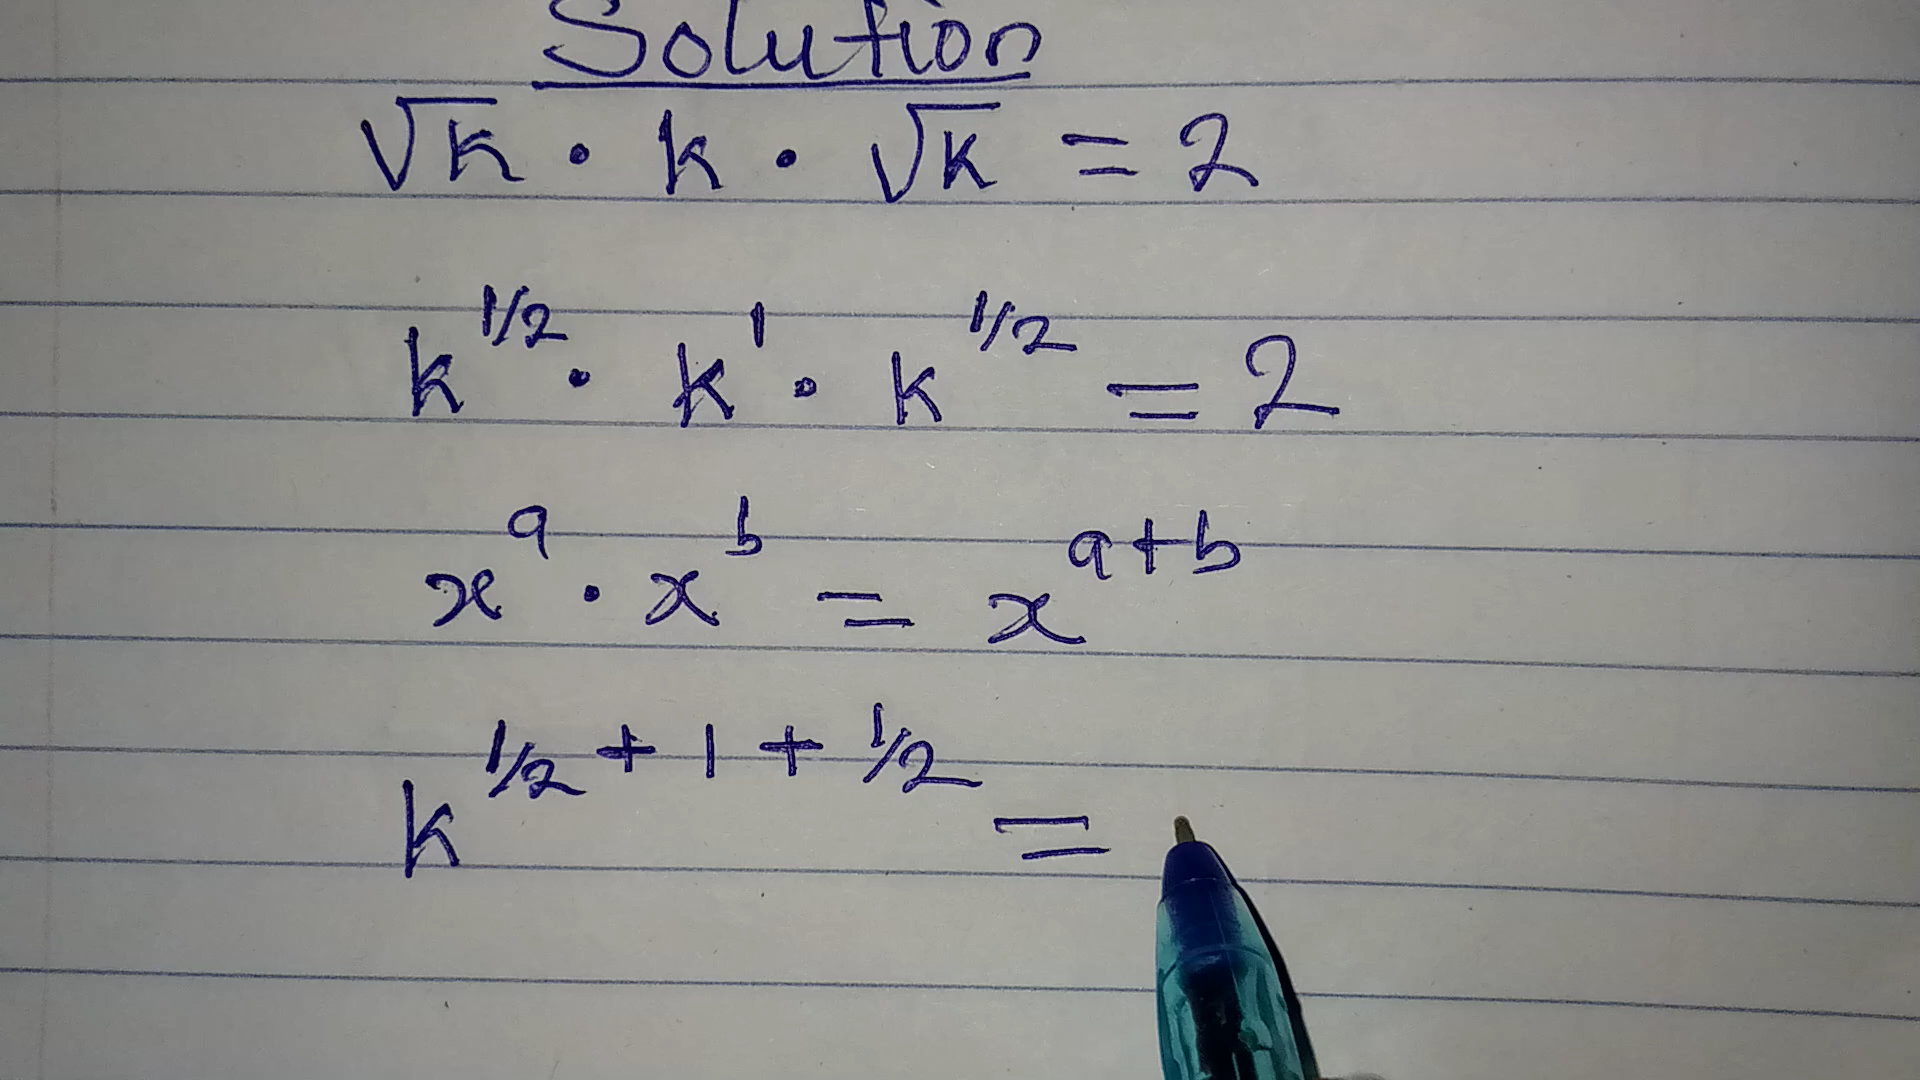 Solution
√k · k · √k = 2
k^1/2 · k^1 · k^1/2 = 2
x^a · x^b = x^a+b
k^1/2 + 1 + 1/2 =